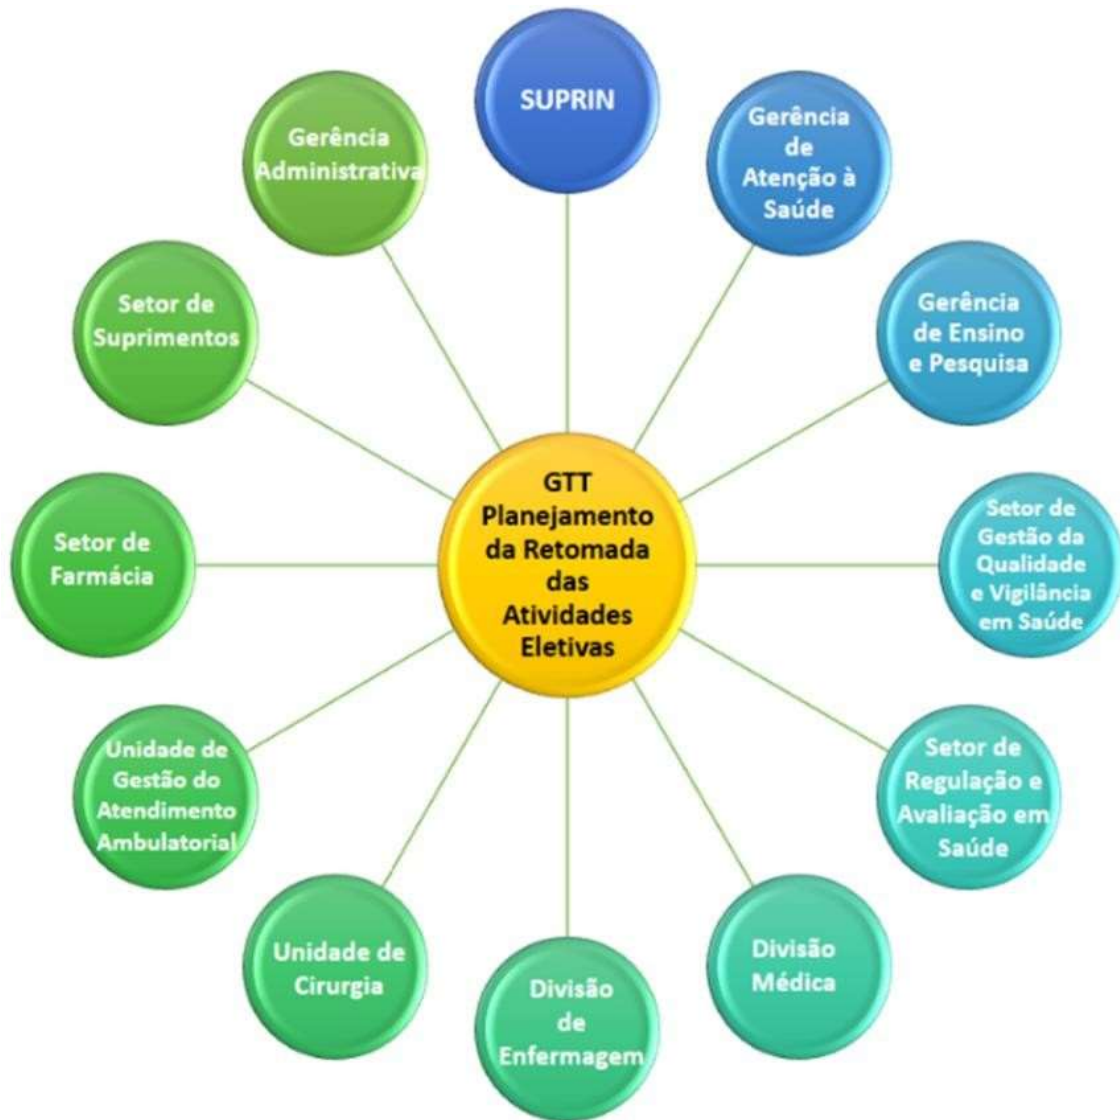 SUPRIN
Gerência
de
Atenção à
Saúde
Gerência
de Ensino
e Pesquisa
Setor de
Gestão da
Qualidade
e Vigilância
em Saúde
Setor de
Regulação e
Avaliação em
Saúde
Divisão
Médica
Divisão
de
Enfermagem
Unidade de
Cirurgia
Unidade de
Gestão do
Atendimento
Ambulatorial
Setor de
Farmácia
Setor de
Suprimentos
Gerência
Administrativa
GTT
Planejamento
da Retomada
das
Atividades
Eletivas